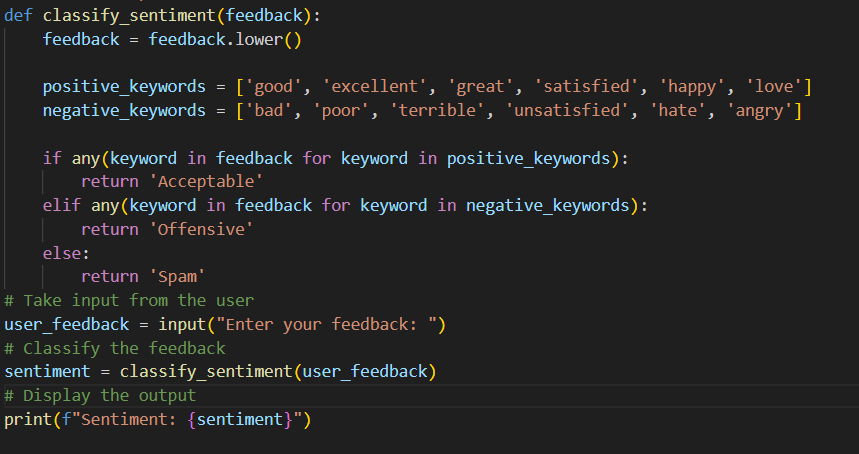 def classify_sentiment(feedback):
    feedback = feedback.lower()

    positive_keywords = ['good', 'excellent', 'great', 'satisfied', 'happy', 'love']
    negative_keywords = ['bad', 'poor', 'terrible', 'unsatisfied', 'hate', 'angry']

    if any(keyword in feedback for keyword in positive_keywords):
        return 'Acceptable'
    elif any(keyword in feedback for keyword in negative_keywords):
        return 'Offensive'
    else:
        return 'Spam'
# Take input from the user
user_feedback = input("Enter your feedback: ")
# Classify the feedback
sentiment = classify_sentiment(user_feedback)
# Display the output
print(f"Sentiment: {sentiment}")